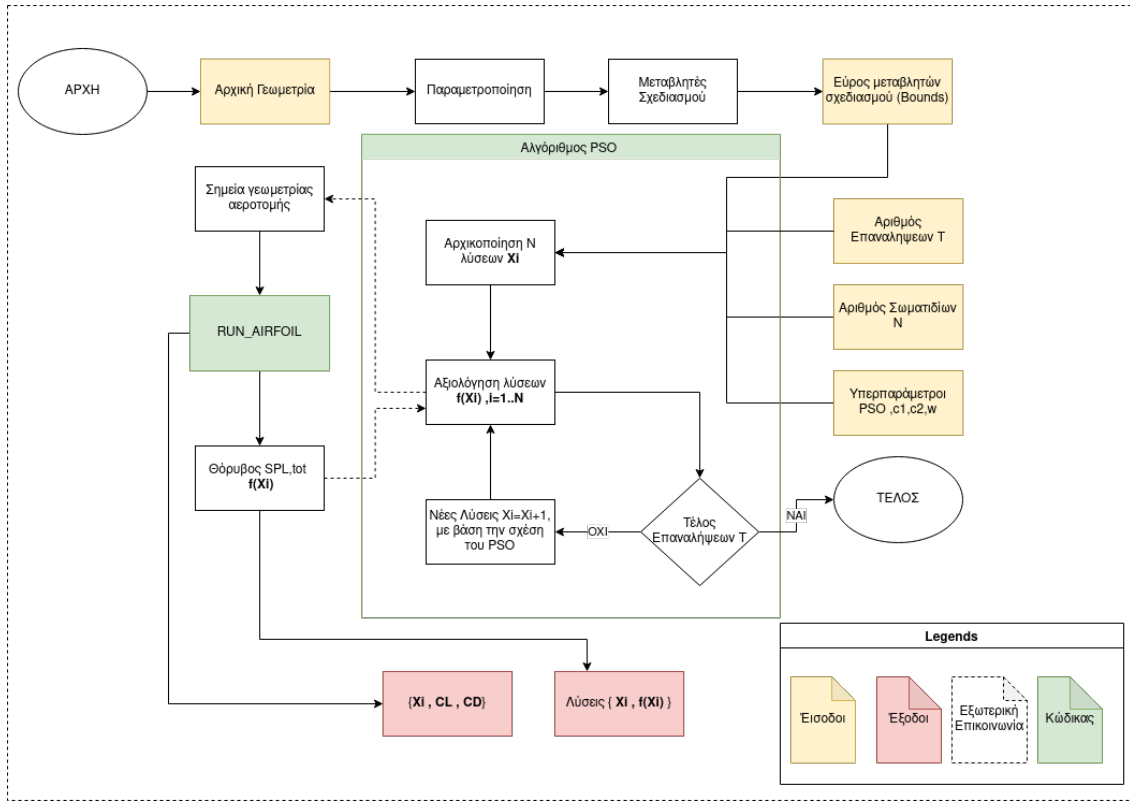 ΑΡΧΗ
Αρχική Γεωμετρία
Παραμετροποίηση
Μεταβλητές
Σχεδιασμού
Εύρος μεταβλητών
σχεδιασμού (Bounds)
Αλγόριθμος PSO
Σημεία γεωμετρίας
αεροτομής
Αρχικοποίηση Ν
λύσεων Xi
Αριθμός
Επαναληψεων Τ
RUN_AIRFOIL
Αριθμός Σωματιδίων
Ν
Αξιολόγηση λύσεων
f(Xi) ,i=1..N
Υπερπαράμετροι
PSO ,c1,c2,w
Θόρυβος SPL,tot
f(Xi)
Νέες Λύσεις Xi=Xi+1,
με βάση την σχέση
του PSO
ΟΧΙ
Τέλος
Επαναλήψεων Τ
ΝΑΙ
ΤΕΛΟΣ
{Xi , CL , CD}
Λύσεις { Xi , f(Xi) }
Legends
Έισοδοι
Έξοδοι
Εξωτερική
Επικοινωνία
Κώδικας